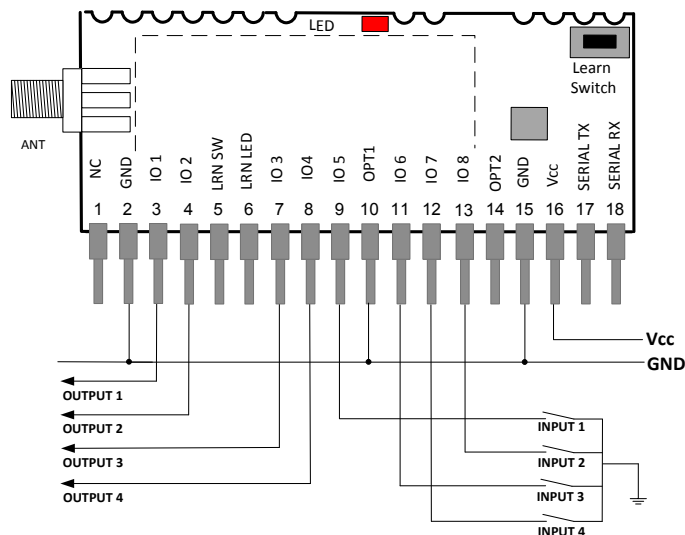 LED
Learn
Switch
ANT
NC
GND
IO 1
IO 2
LRN SW
LRN LED
IO 3
IO4
IO 5
OPT1
IO 6
IO 7
IO 8
OPT2
GND
Vcc
SERIAL TX
SERIAL RX
1 2 3 4 5 6 7 8 9 10 11 12 13 14 15 16 17 18
Vcc
GND
OUTPUT 1
OUTPUT 2
OUTPUT 3
OUTPUT 4
INPUT 1
INPUT 2
INPUT 3
INPUT 4